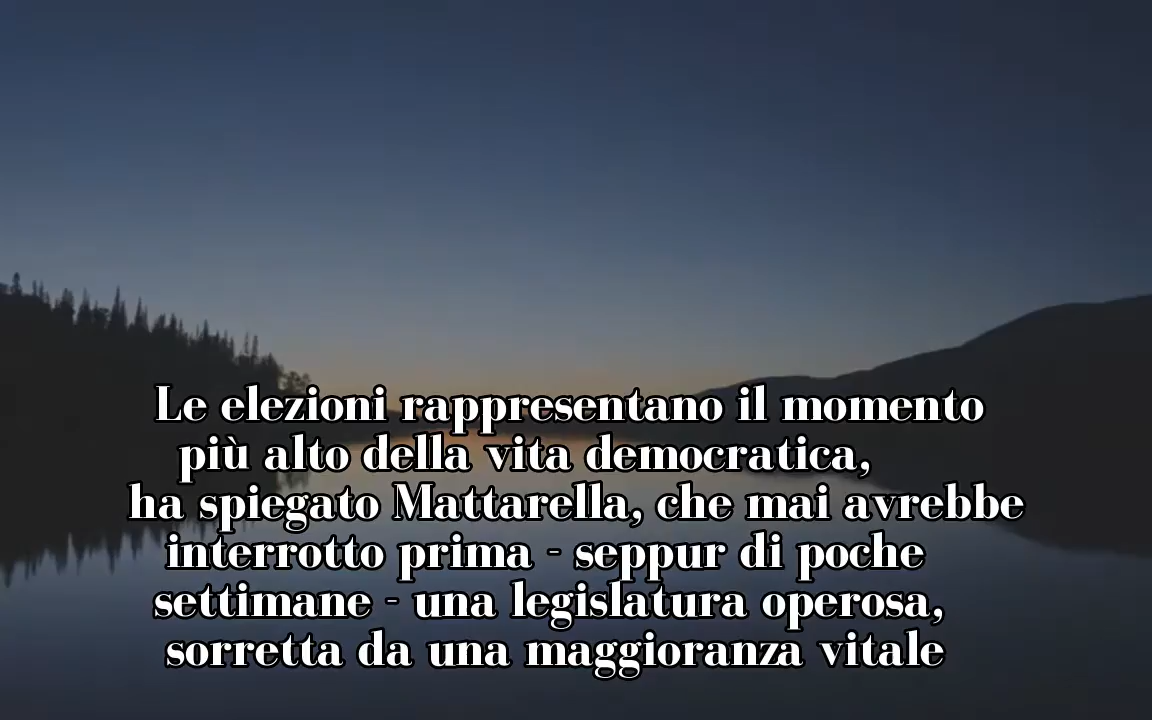 Le elezioni rappresentano il momento
più alto della vita democratica,
ha spiegato Mattarella, che mai avrebbe
interrotto prima - seppur di poche
settimane - una legislatura operosa,
sorretta da una maggioranza vitale